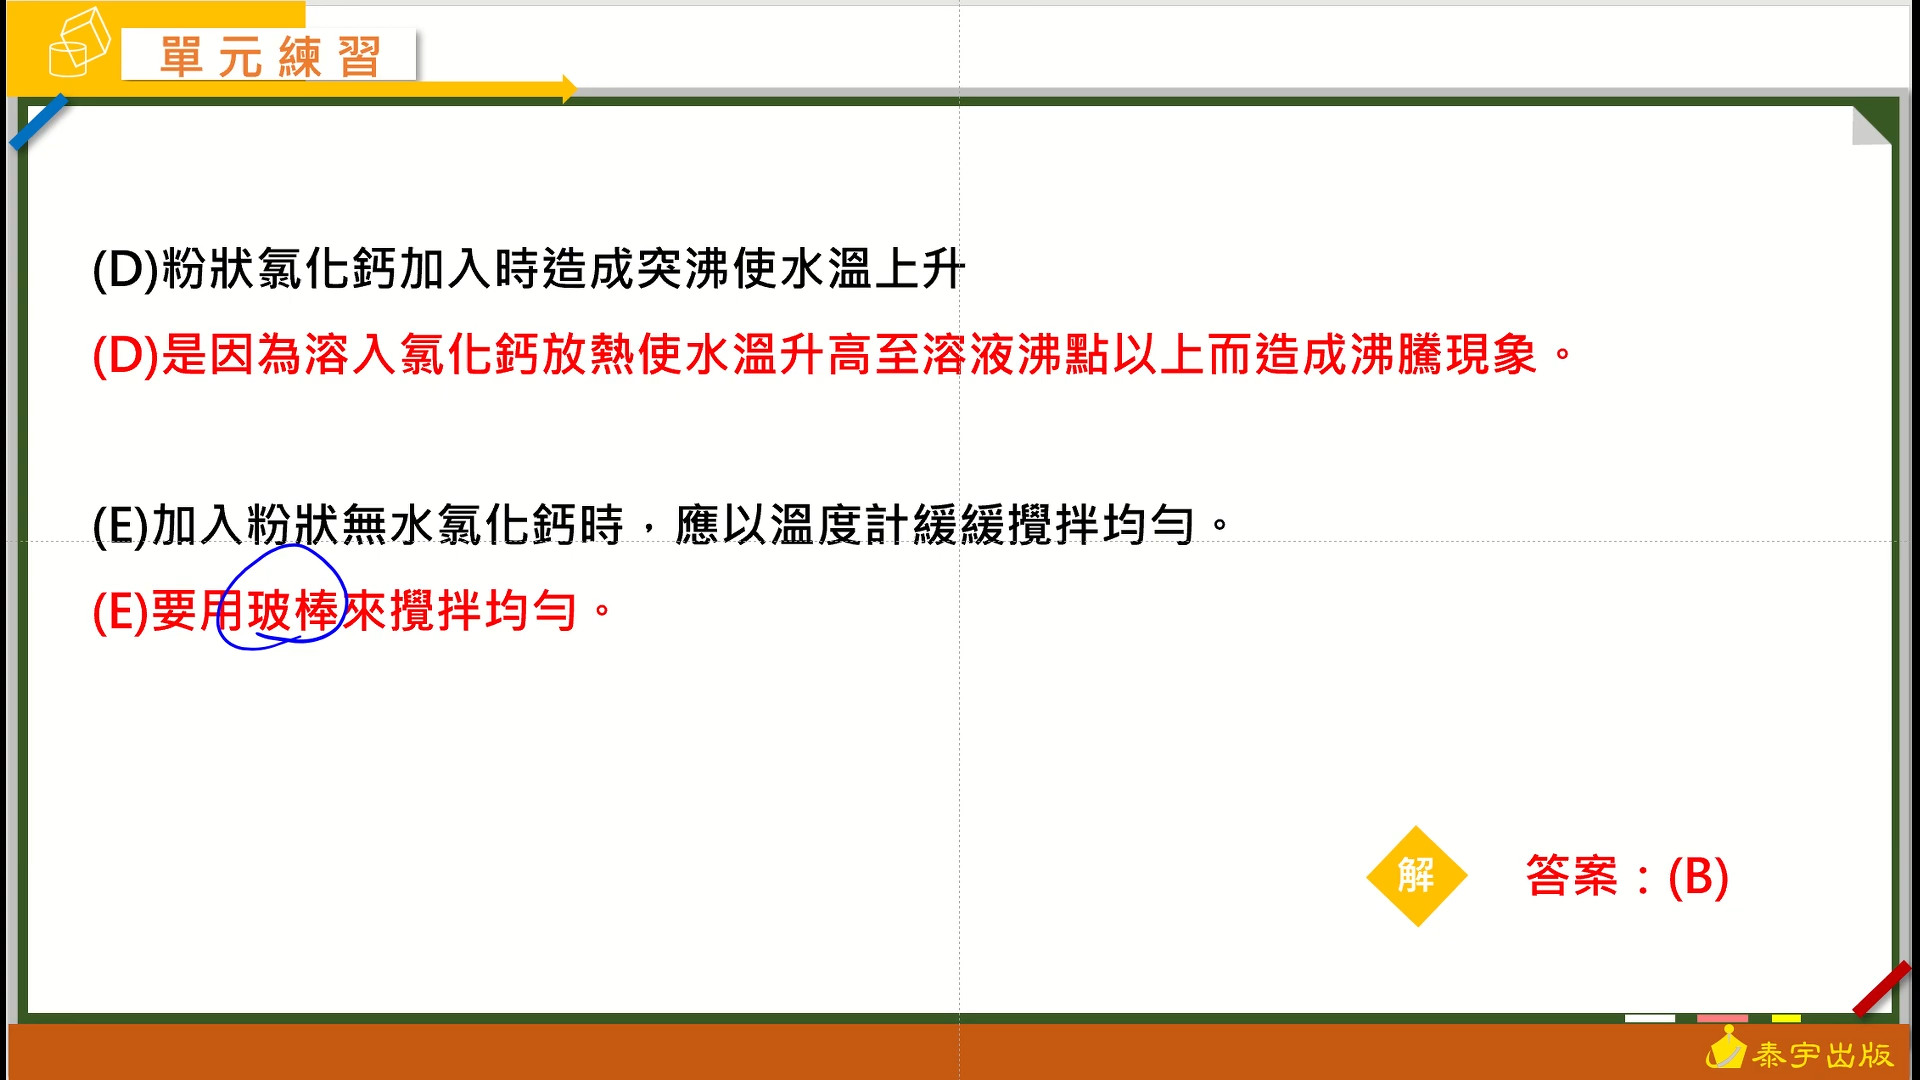 單元練習
(D)粉狀氯化鈣加入時造成突沸使水溫上升
(D)是因為溶入氯化鈣放熱使水溫升高至溶液沸點以上而造成沸騰現象。
(E)加入粉狀無水氯化鈣時，應以溫度計緩緩攪拌均勻。
(E)要用玻棒來攪拌均勻。
解 答案：(B)
泰宇出版